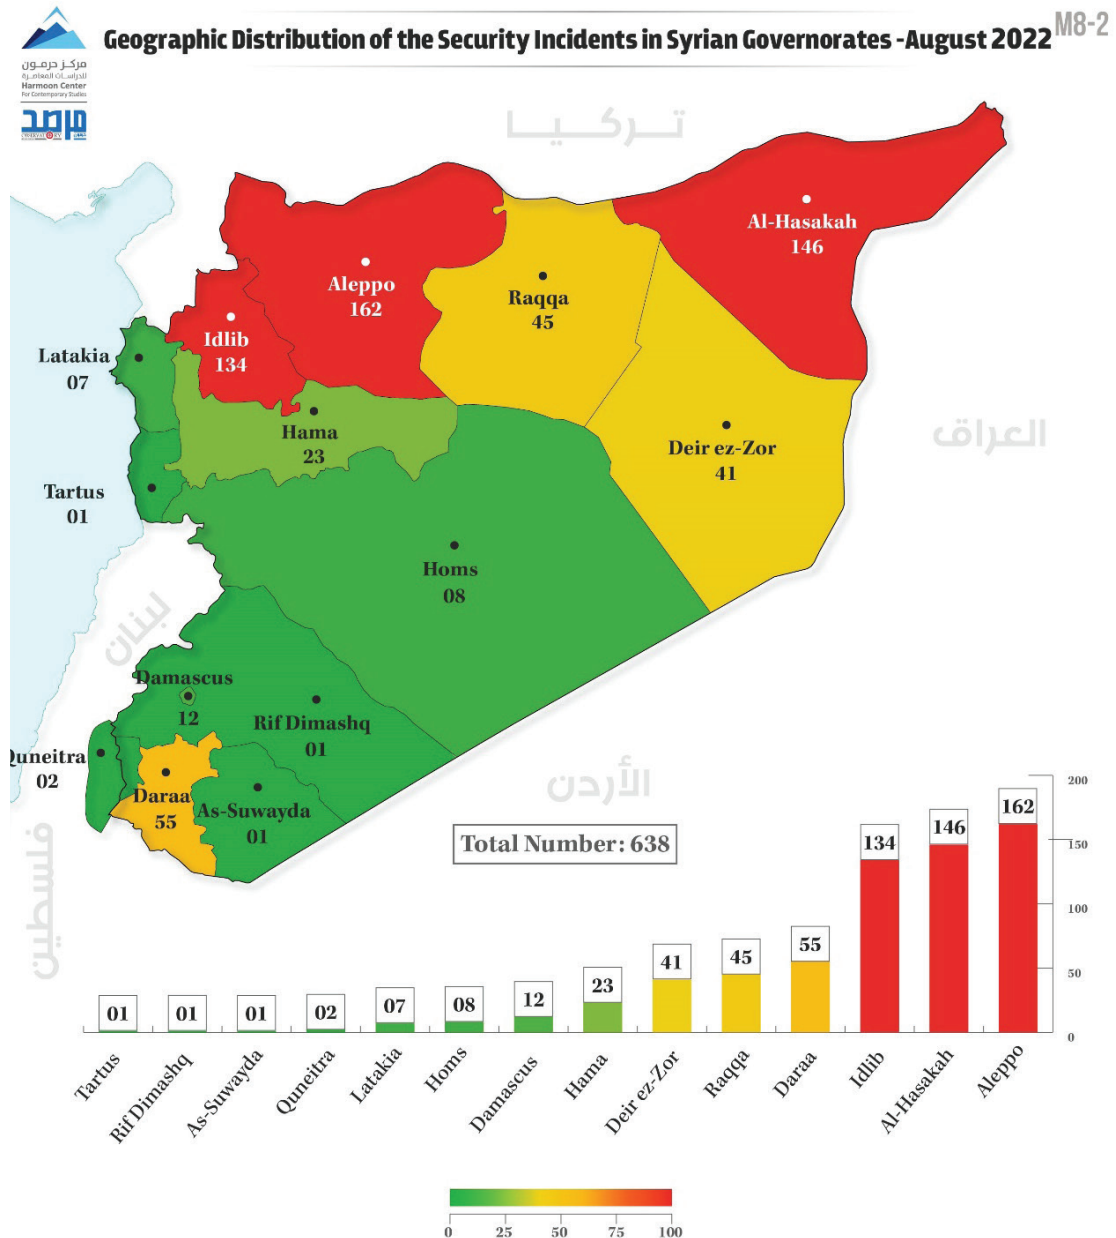 M8-2
Geographic Distribution of the Security Incidents in Syrian Governorates -August 2022
مركز حرمون
للدراسات المعاصرة
Harmoon Center
For Contemporary Studies
مرصد
تركيا
Al-Hasakah
146
Aleppo
162
Raqqa
45
Idlib
134
Latakia
07
Hama
23
Deir ez-Zor
41
العراق
Tartus
01
Homs
08
لبنان
Damascus
12
Rif Dimashq
01
Quneitra
02
الأردن
Daraa
55
As-Suwayda
01
فلسطين
Total Number: 638
200
150
100
50
0
01
01
01
02
07
08
12
23
41
45
55
134
146
162
Tartus
Rif Dimashq
As- Suwayda
Quneitra
Latakia
Homs
Damascus
Hama
Deir ez-Zor
Raqqa
Daraa
Idlib
Al-Hasakah
Aleppo
0 25 50 75 100